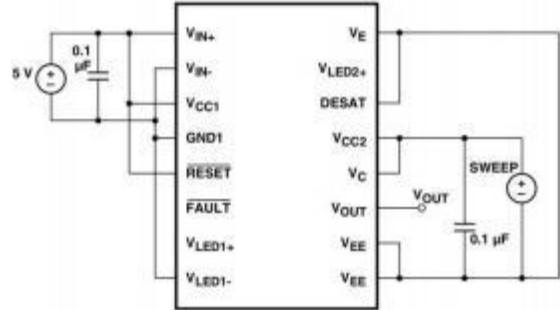 5 V
0.1
µF
VIN+
VIN-
VCC1
GND1
RESET
FAULT
VLED1+
VLED1-
VE
VLED2+
DESAT
VCC2
VC
VOUT
VEE
VEE
VOUT
SWEEP
0.1 µF
+
−
+
−